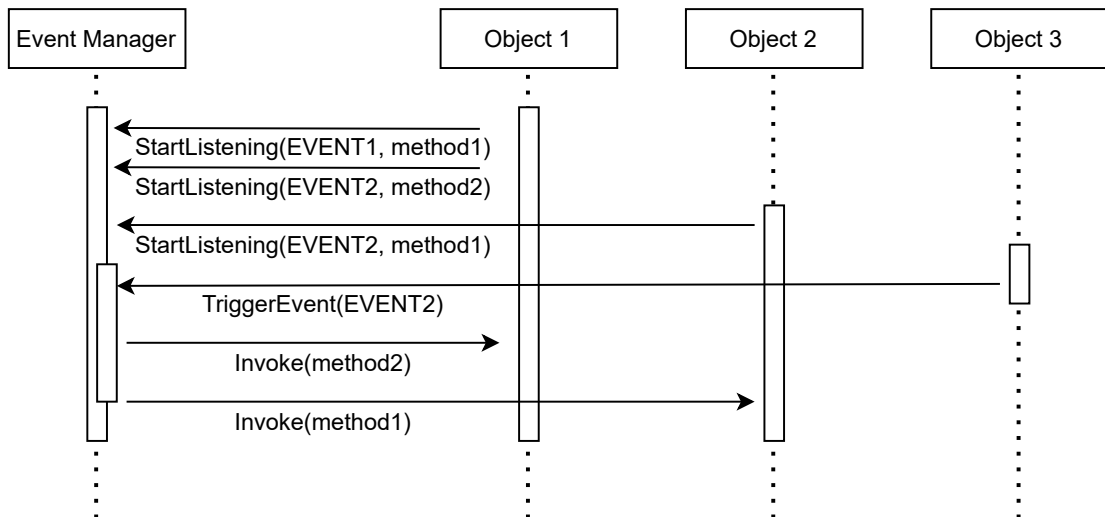 Event Manager
Object 1
Object 2
Object 3
StartListening(EVENT1, method1)
StartListening(EVENT2, method2)
StartListening(EVENT2, method1)
TriggerEvent(EVENT2)
Invoke(method2)
Invoke(method1)